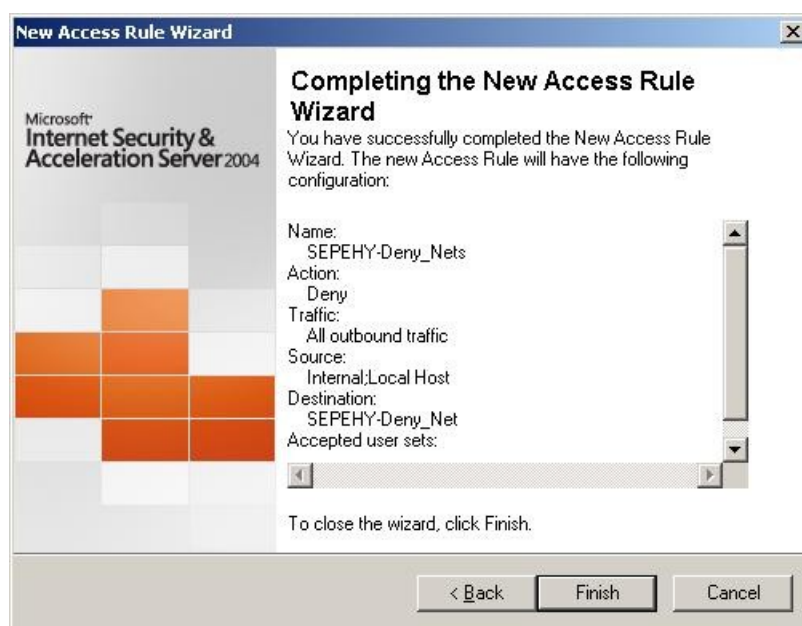 New Access Rule Wizard
Microsoft
Internet Security &
Acceleration Server 2004
Completing the New Access Rule
Wizard
You have successfully completed the New Access Rule
Wizard. The new Access Rule will have the following
configuration:
Name:
SEPEHY-Deny_Nets
Action:
Deny
Traffic:
All outbound traffic
Source:
Internal;Local Host
Destination:
SEPEHY-Deny_Net
Accepted user sets:
To close the wizard, click Finish.
< Back
Finish
Cancel